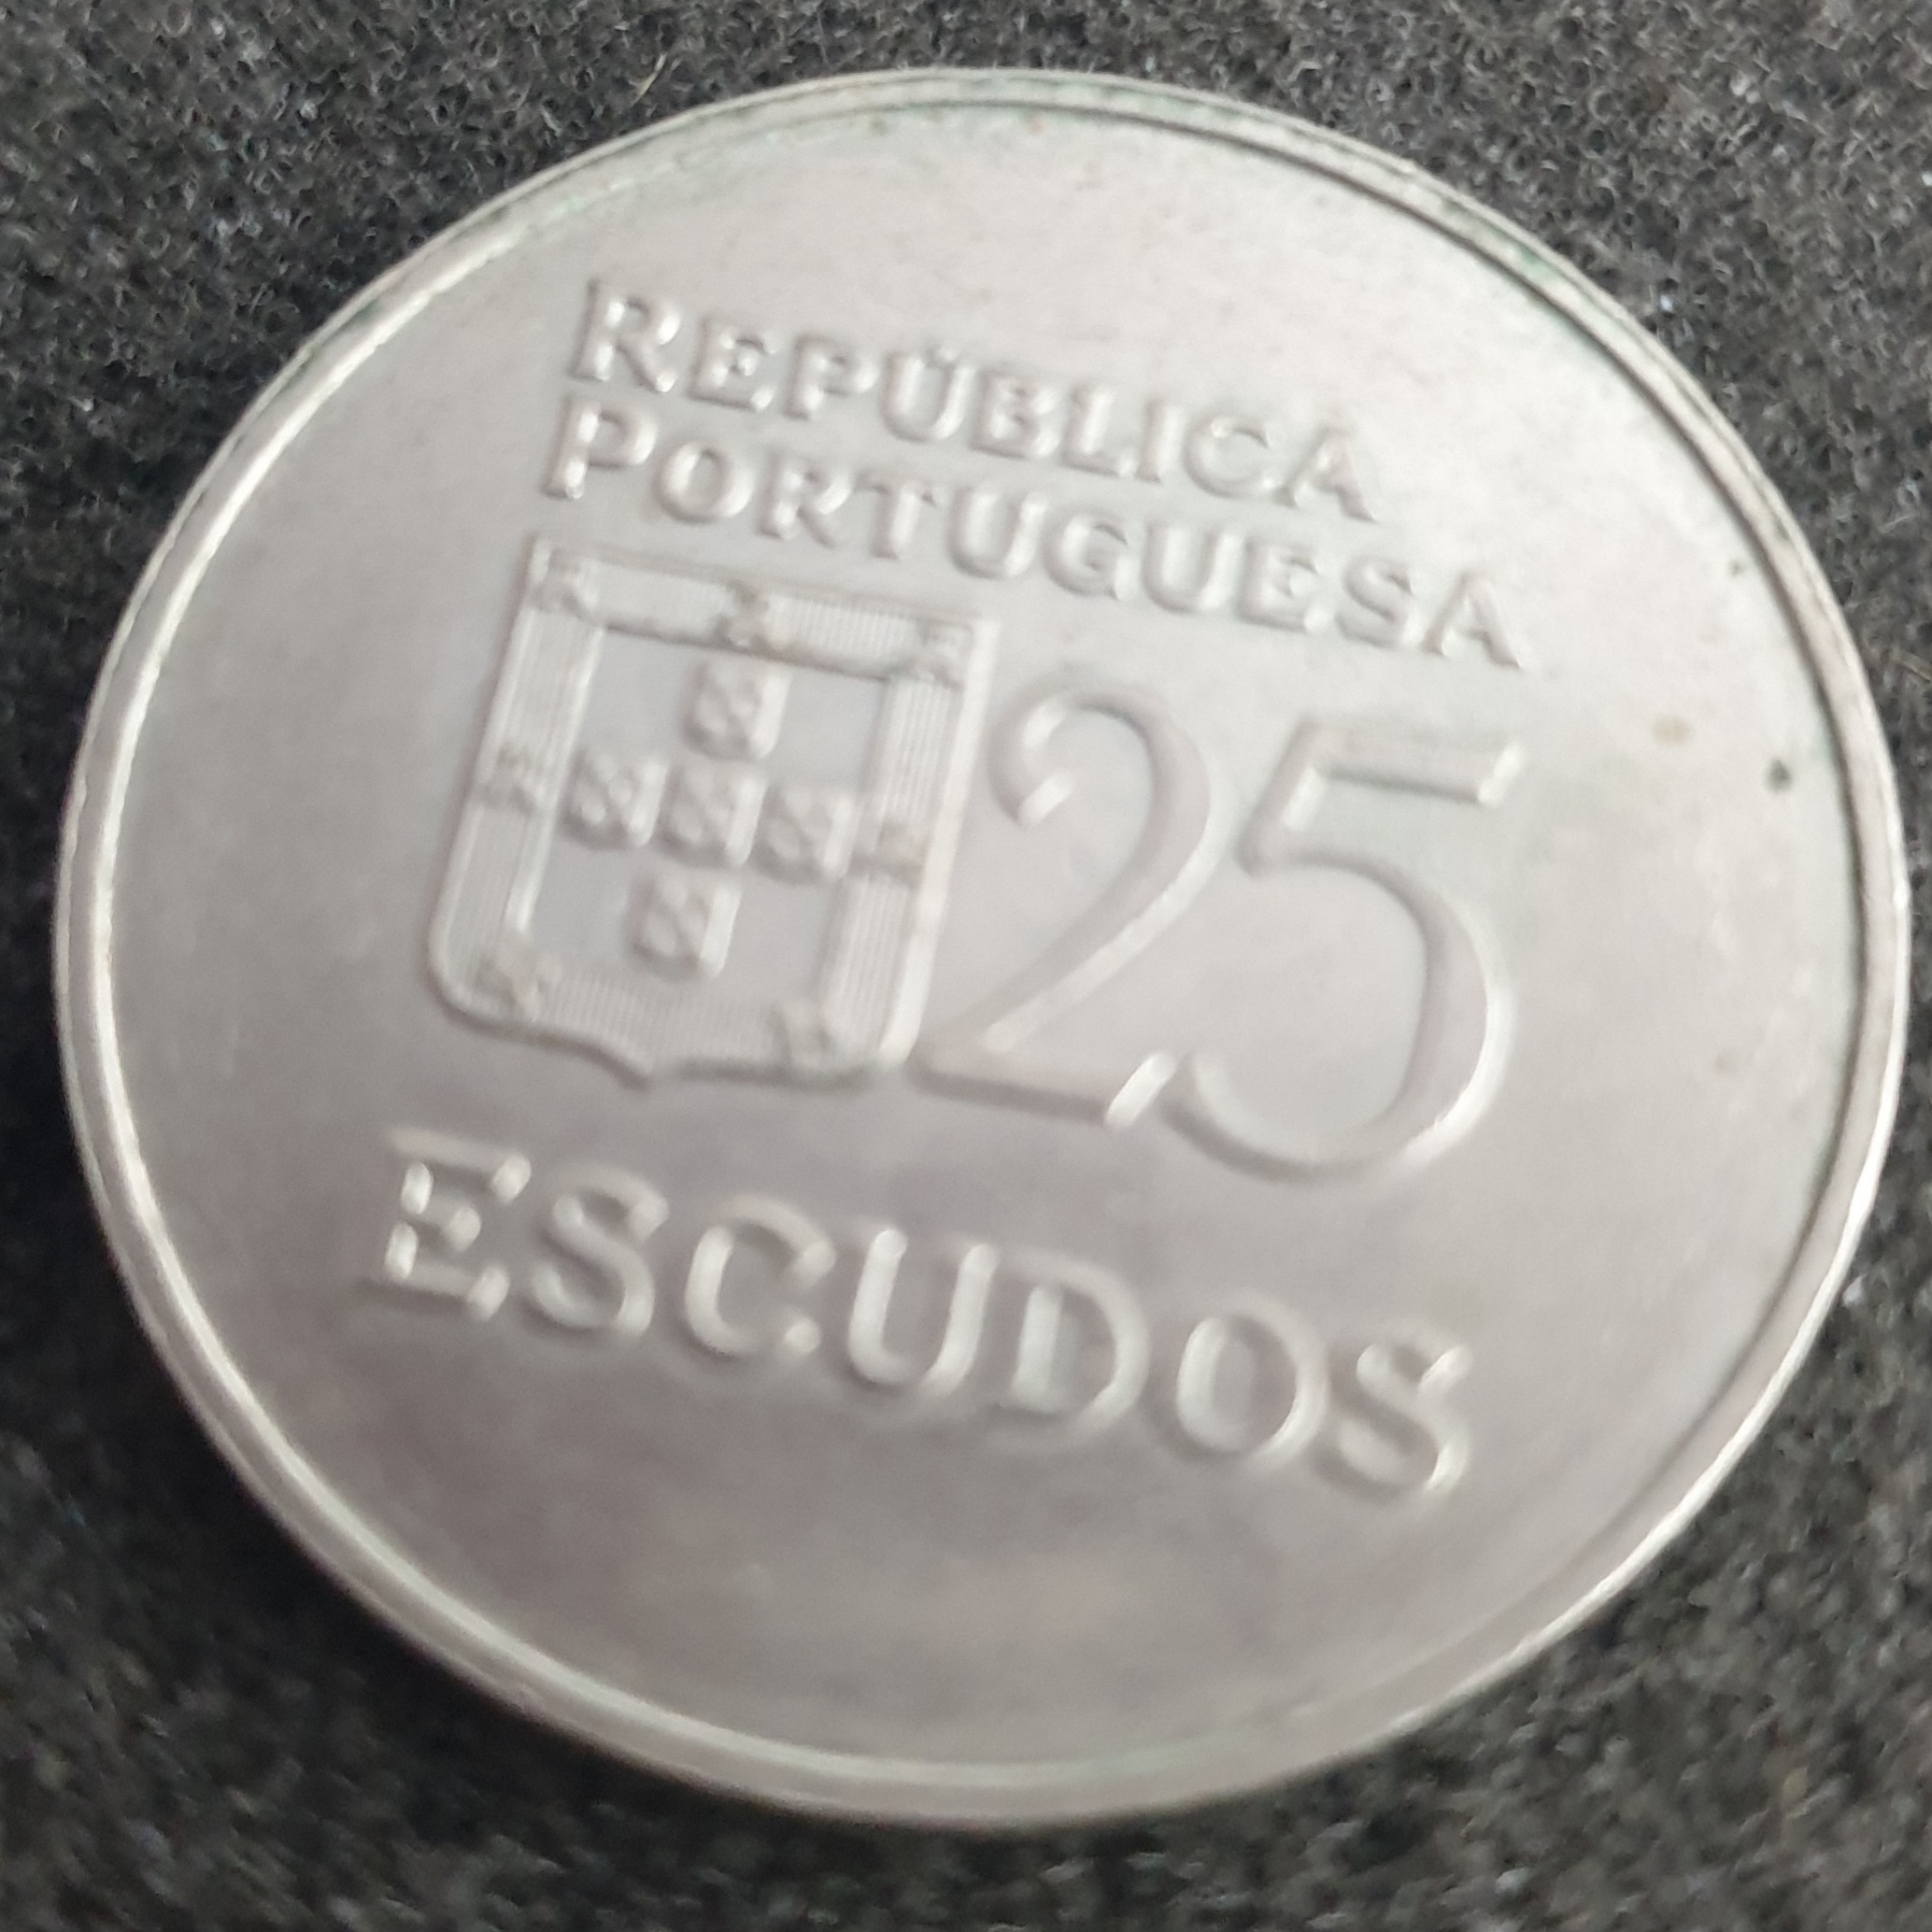 REPÚBLICA
PORTUGUESA
25
ESCUDOS